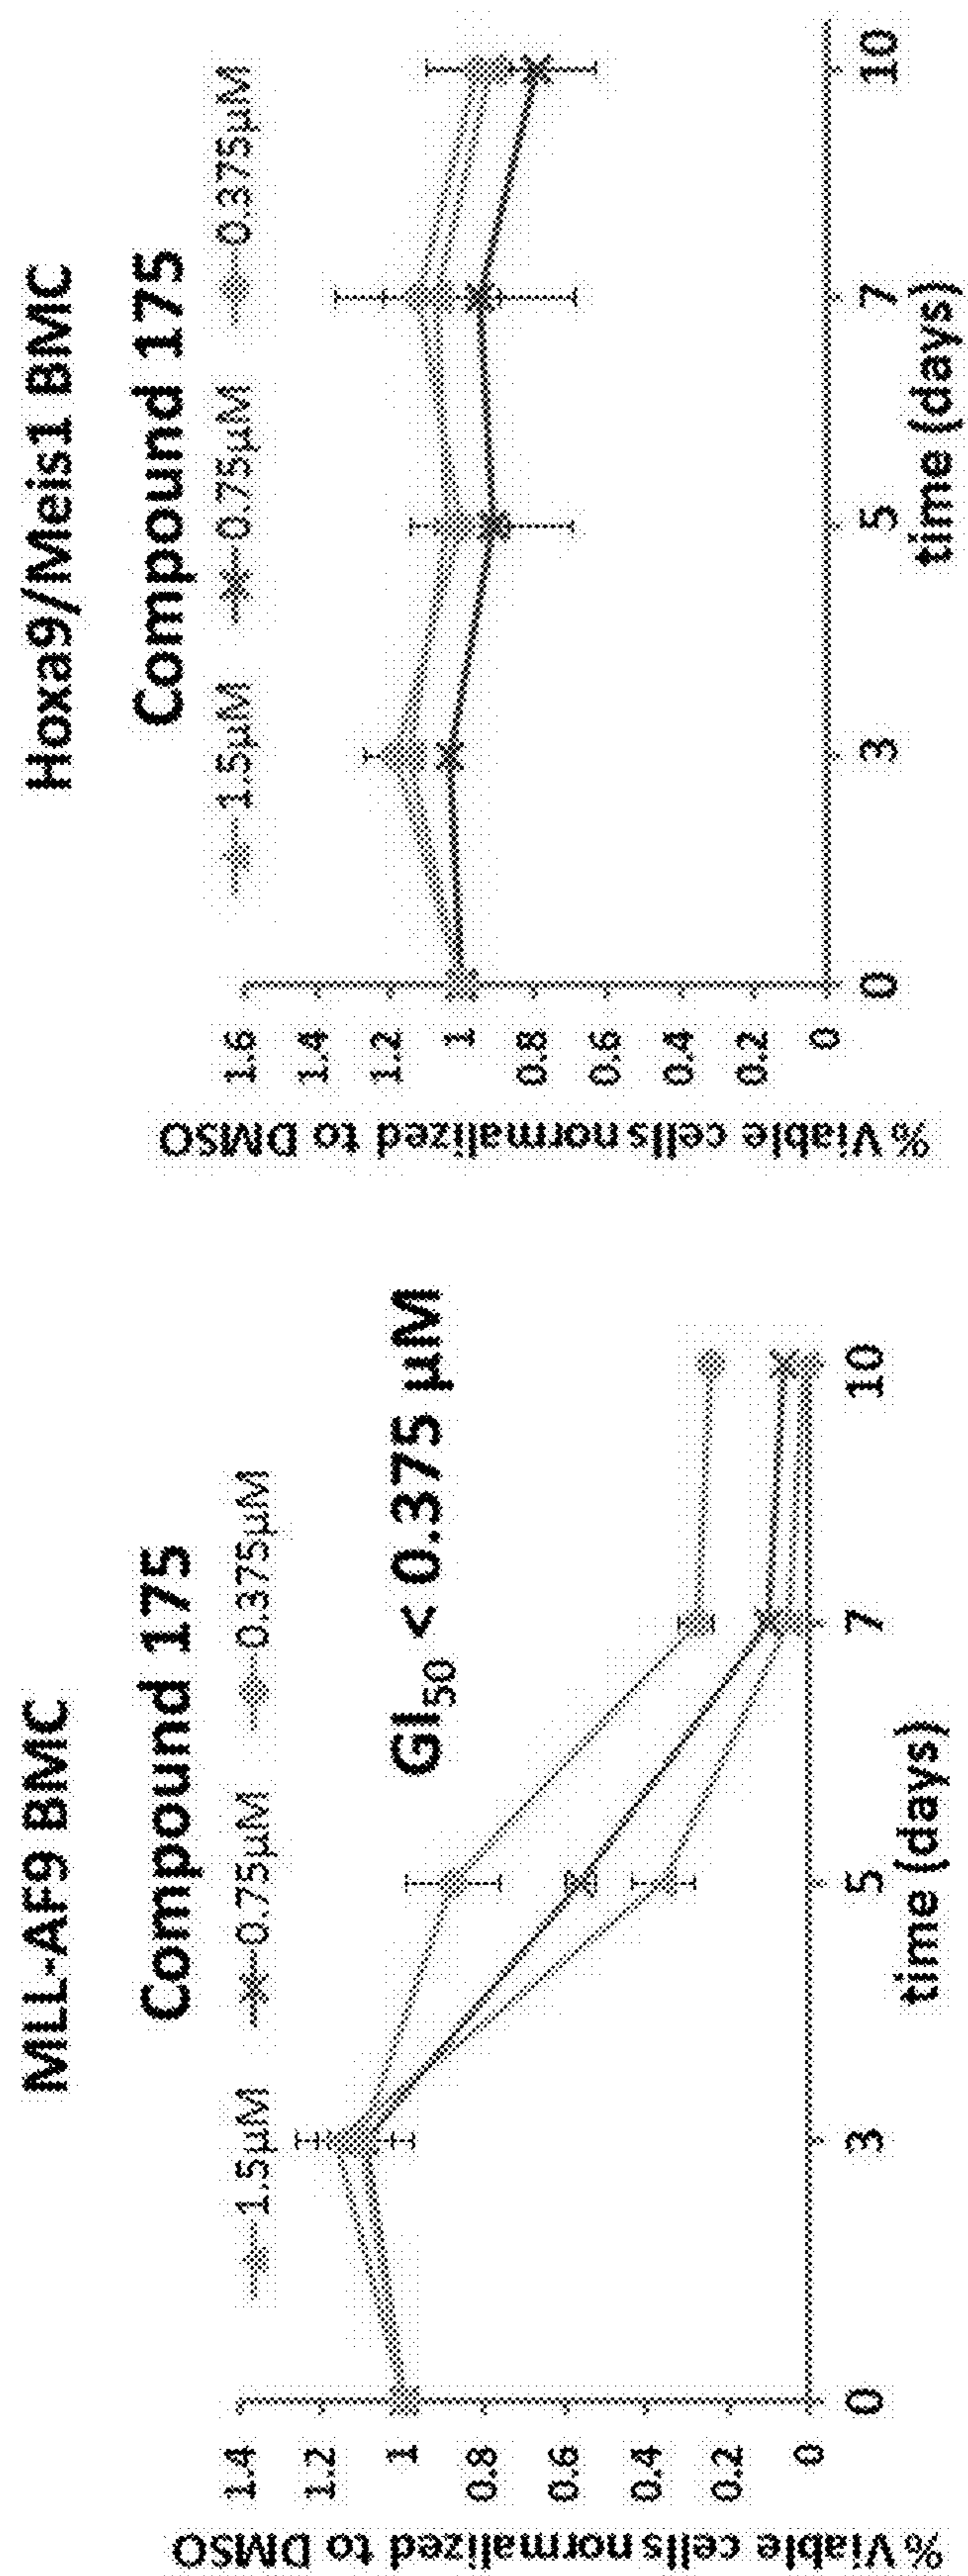 MLL-AF9 BMC
Compound 175
1.5µM 0.75µM 0.375µM
GI50 < 0.375 µM
% Viable cells normalized to DMSO
1.4
1.2
1
0.8
0.6
0.4
0.2
0
0 3 5 7 10
time (days)
Hoxa9/Meis1 BMC
Compound 175
1.5µM 0.75µM 0.375µM
% Viable cells normalized to DMSO
1.6
1.4
1.2
1
0.8
0.6
0.4
0.2
0
0 3 5 7 10
time (days)